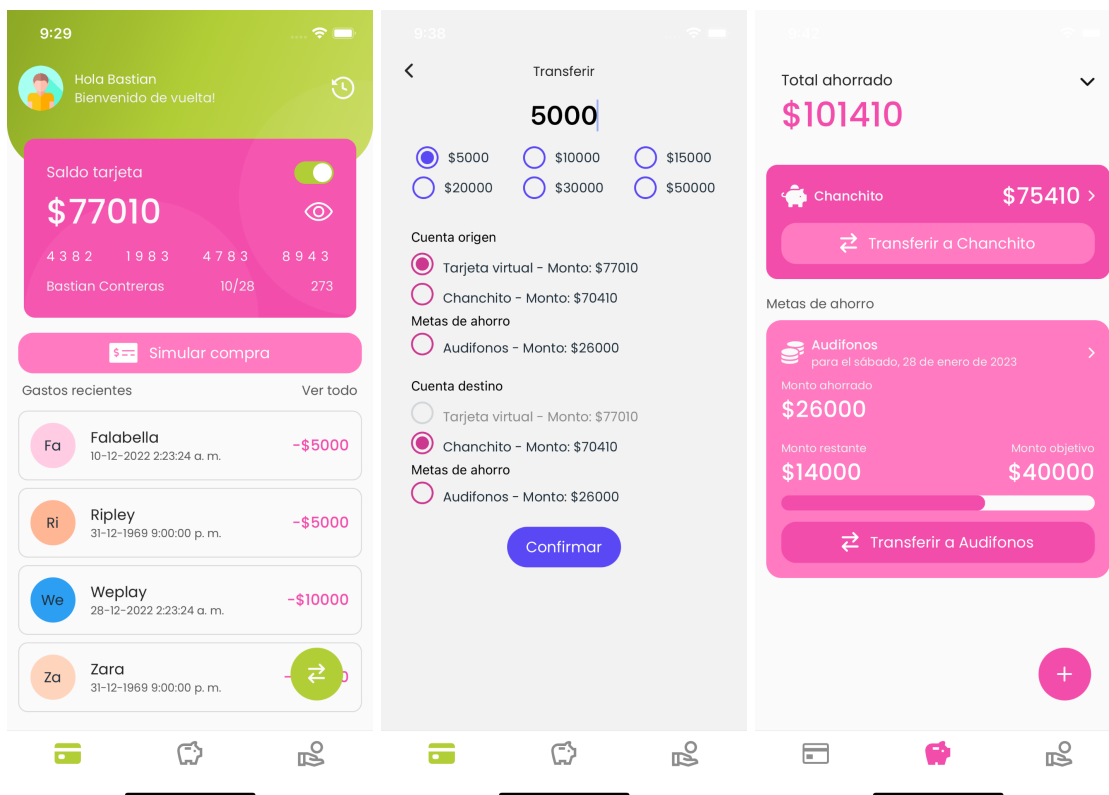 9:29
Hola Bastian
Bienvenido de vuelta!
Saldo tarjeta
$77010
4382 1983 4783 8943
Bastian Contreras 10/28 273
Simular compra
Gastos recientes Ver todo
Fa Falabella -$5000
10-12-2022 2:23:24 a. m.
Ri Ripley -$5000
31-12-1969 9:00:00 p. m.
We Weplay -$10000
28-12-2022 2:23:24 a. m.
Za Zara
31-12-1969 9:00:00 p. m.
9:38
Transferir
5000
$5000 $10000 $15000
$20000 $30000 $50000
Cuenta origen
Tarjeta virtual - Monto: $77010
Chanchito - Monto: $70410
Metas de ahorro
Audifonos - Monto: $26000
Cuenta destino
Tarjeta virtual - Monto: $77010
Chanchito - Monto: $70410
Metas de ahorro
Audifonos - Monto: $26000
Confirmar
Total ahorrado
$101410
Chanchito $75410
Transferir a Chanchito
Metas de ahorro
Audifonos
para el sábado, 28 de enero de 2023
Monto ahorrado
$26000
Monto restante Monto objetivo
$14000 $40000
Transferir a Audifonos